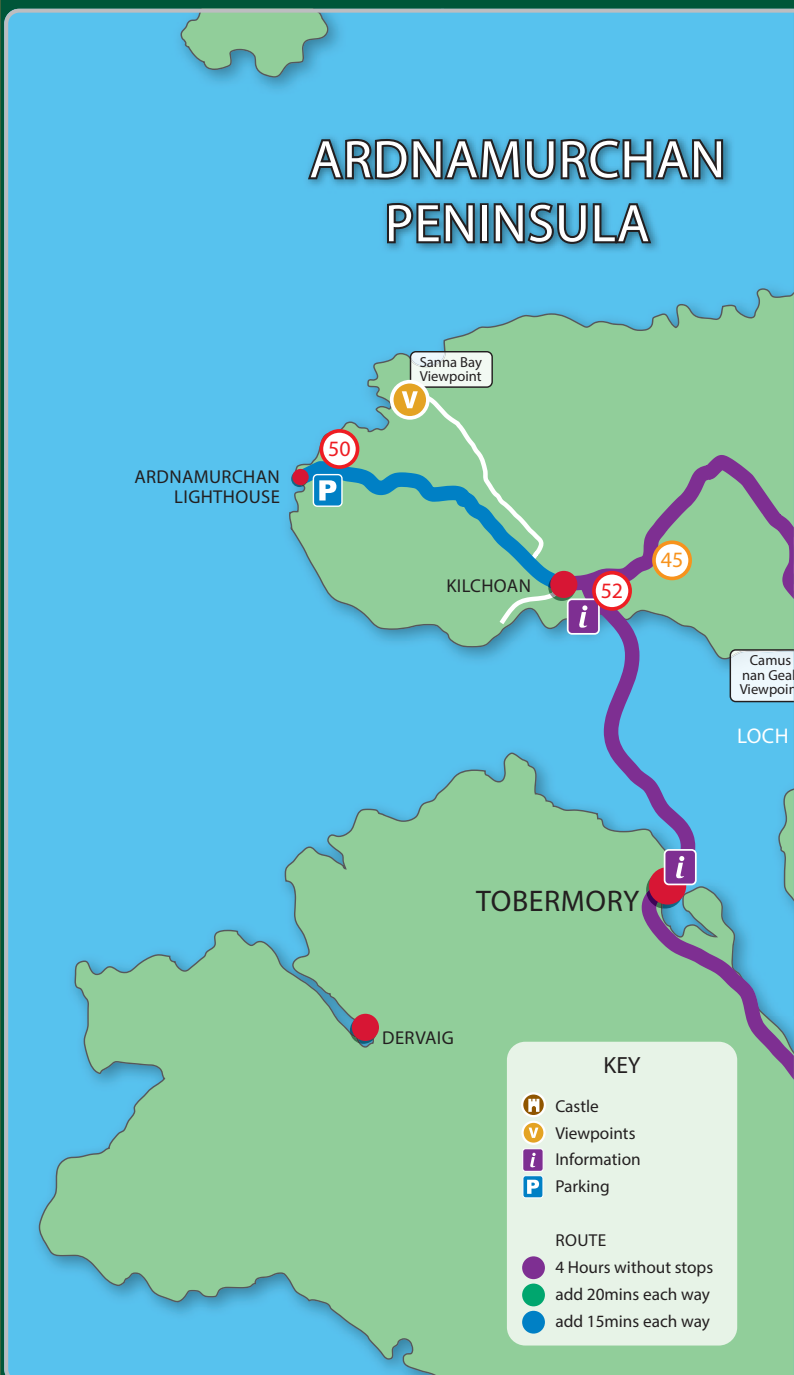 ARDNAMURCHAN
PENINSULA
Sanna Bay
Viewpoint
V
50
ARDNAMURCHAN
LIGHTHOUSE
P
45
KILCHOAN
52
i
Camus
nan Geal
Viewpoin
LOCH
i
TOBERMORY
DERVAIG
KEY
Castle
V Viewpoints
i Information
P Parking
ROUTE
4 Hours without stops
add 20mins each way
add 15mins each way